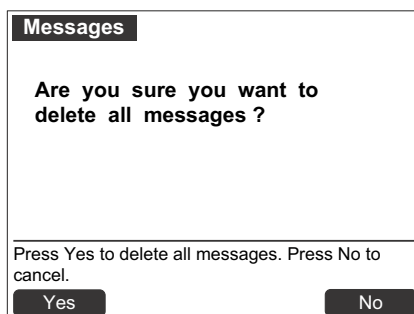 Messages
Are you sure you want to
delete all messages ?
Press Yes to delete all messages. Press No to
cancel.
Yes
No